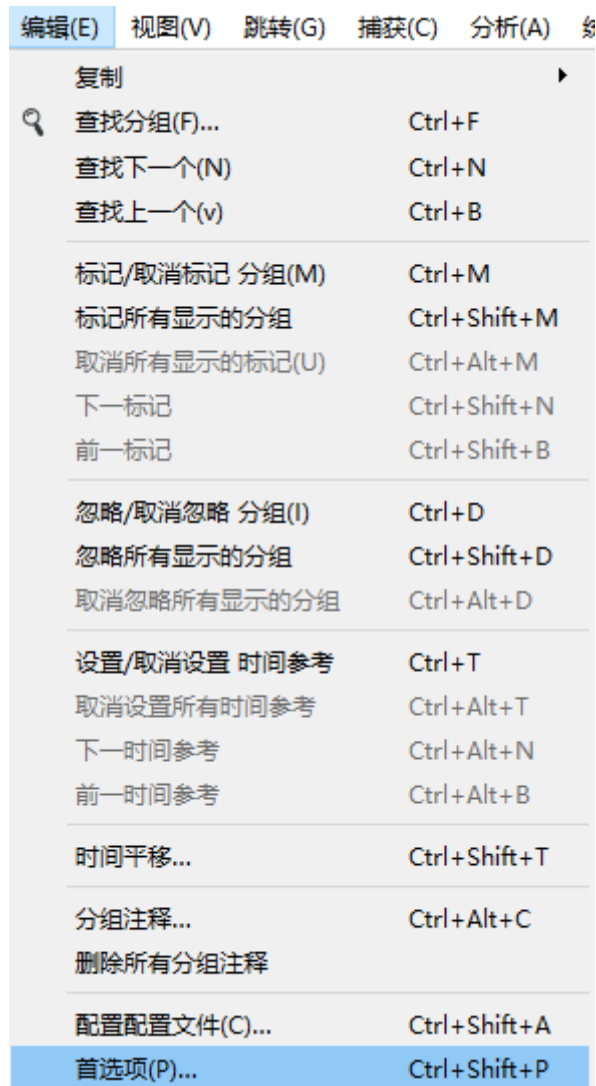 编辑(E) 视图(V) 跳转(G) 捕获(C) 分析(A)
复制
查找分组(F)... Ctrl+F
查找下一个(N) Ctrl+N
查找上一个(v) Ctrl+B
标记/取消标记 分组(M) Ctrl+M
标记所有显示的分组 Ctrl+Shift+M
取消所有显示的标记(U) Ctrl+Alt+M
下一标记 Ctrl+Shift+N
前一标记 Ctrl+Shift+B
忽略/取消忽略 分组(I) Ctrl+D
忽略所有显示的分组 Ctrl+Shift+D
取消忽略所有显示的分组 Ctrl+Alt+D
设置/取消设置 时间参考 Ctrl+T
取消设置所有时间参考 Ctrl+Alt+T
下一时间参考 Ctrl+Alt+N
前一时间参考 Ctrl+Alt+B
时间平移... Ctrl+Shift+T
分组注释... Ctrl+Alt+C
删除所有分组注释
配置配置文件(C)... Ctrl+Shift+A
首选项(P)... Ctrl+Shift+P